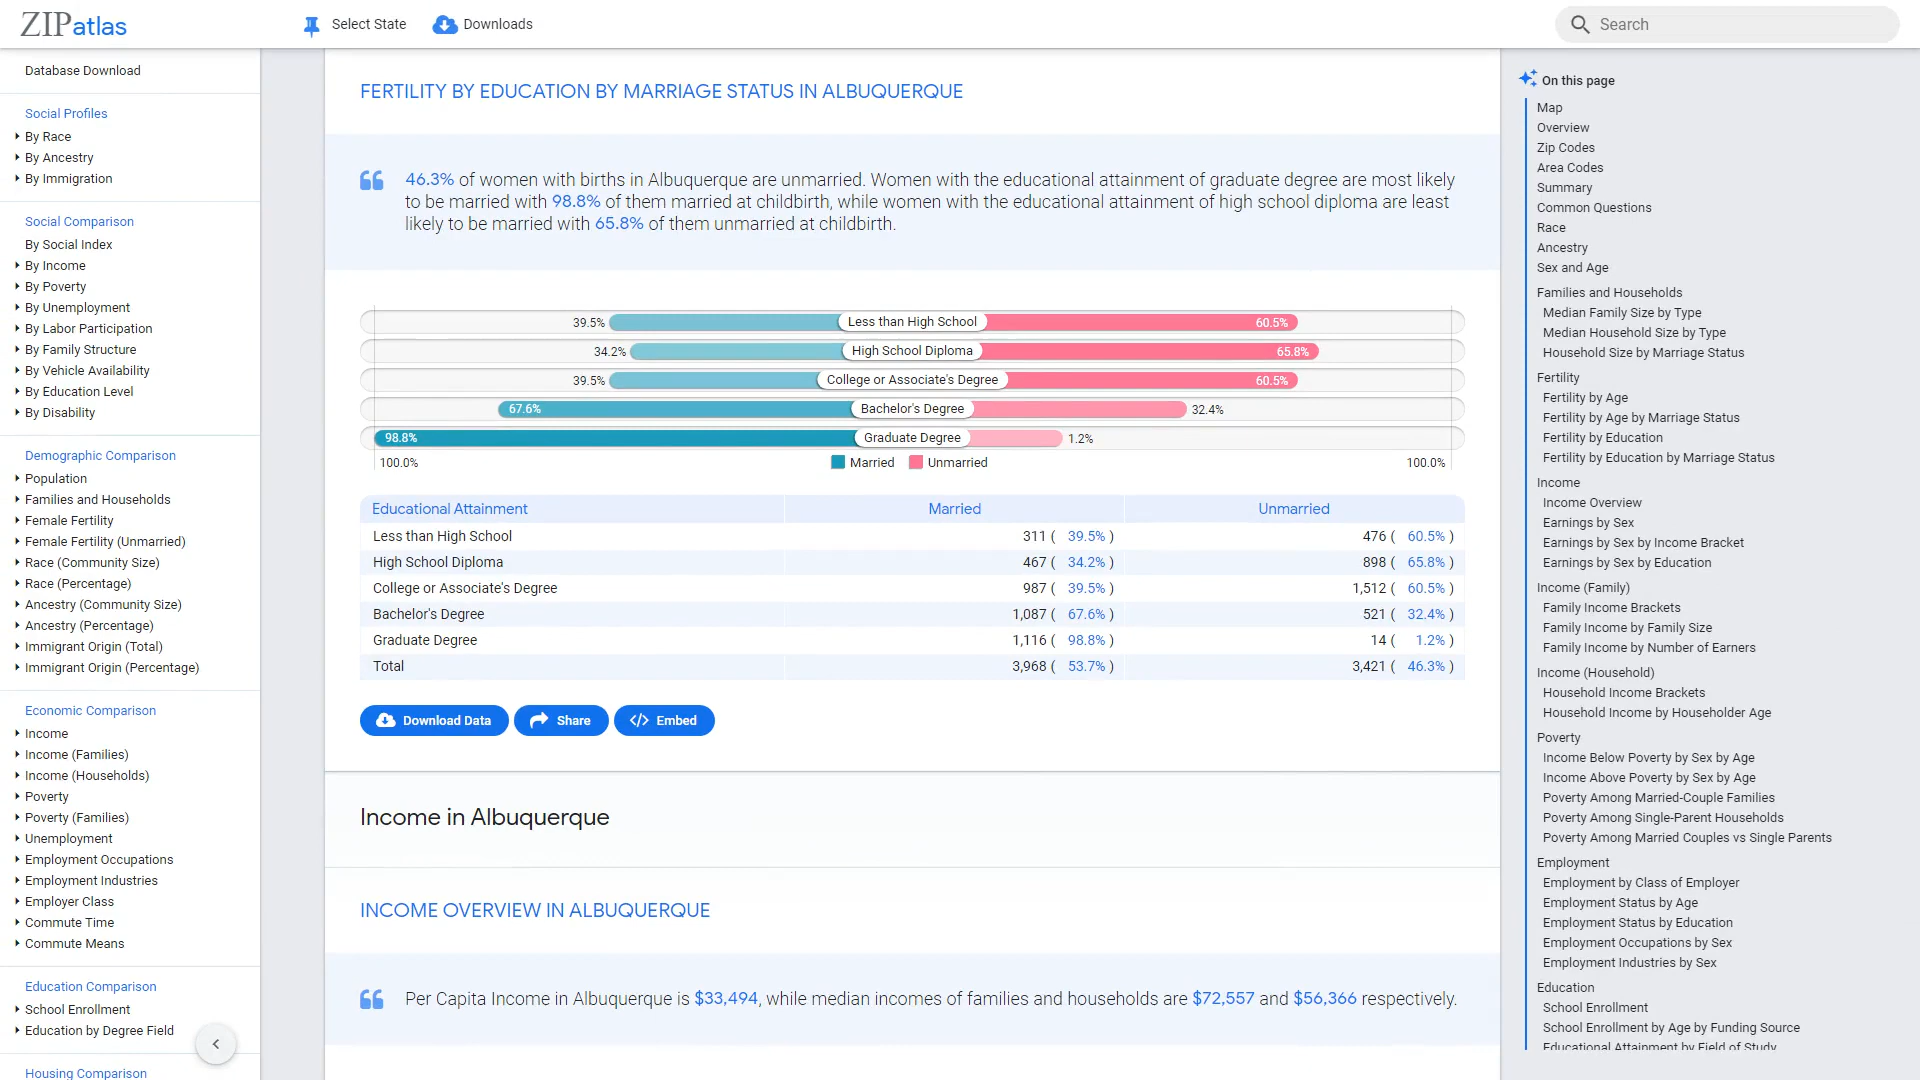 ZIPatlas
Select State
Downloads
Search
Database Download
Social Profiles
By Race
By Ancestry
By Immigration
Social Comparison
By Social Index
By Income
By Poverty
By Unemployment
By Labor Participation
By Family Structure
By Vehicle Availability
By Education Level
By Disability
Demographic Comparison
Population
Families and Households
Female Fertility
Female Fertility (Unmarried)
Race (Community Size)
Race (Percentage)
Ancestry (Community Size)
Ancestry (Percentage)
Immigrant Origin (Total)
Immigrant Origin (Percentage)
Economic Comparison
Income
Income (Families)
Income (Households)
Poverty
Poverty (Families)
Unemployment
Employment Occupations
Employment Industries
Employer Class
Commute Time
Commute Means
Education Comparison
School Enrollment
Education by Degree Field
Housing Comparison
FERTILITY BY EDUCATION BY MARRIAGE STATUS IN ALBUQUERQUE
46.3% of women with births in Albuquerque are unmarried. Women with the educational attainment of graduate degree are most likely
to be married with 98.8% of them married at childbirth, while women with the educational attainment of high school diploma are least
likely to be married with 65.8% of them unmarried at childbirth.
39.5% Less than High School 60.5%
34.2% High School Diploma 65.8%
39.5% College or Associate's Degree 60.5%
67.6% Bachelor's Degree 32.4%
98.8% Graduate Degree 1.2%
100.0% Married Unmarried 100.0%
Educational Attainment Married Unmarried
Less than High School 311 ( 39.5% ) 476 ( 60.5% )
High School Diploma 467 ( 34.2% ) 898 ( 65.8% )
College or Associate's Degree 987 ( 39.5% ) 1,512 ( 60.5% )
Bachelor's Degree 1,087 ( 67.6% ) 521 ( 32.4% )
Graduate Degree 1,116 ( 98.8% ) 14 ( 1.2% )
Total 3,968 ( 53.7% ) 3,421 ( 46.3% )
Download Data Share Embed
Income in Albuquerque
INCOME OVERVIEW IN ALBUQUERQUE
Per Capita Income in Albuquerque is $33,494, while median incomes of families and households are $72,557 and $56,366 respectively.
On this page
Map
Overview
Zip Codes
Area Codes
Summary
Common Questions
Race
Ancestry
Sex and Age
Families and Households
Median Family Size by Type
Median Household Size by Type
Household Size by Marriage Status
Fertility
Fertility by Age
Fertility by Age by Marriage Status
Fertility by Education
Fertility by Education by Marriage Status
Income
Income Overview
Earnings by Sex
Earnings by Sex by Income Bracket
Earnings by Sex by Education
Income (Family)
Family Income Brackets
Family Income by Family Size
Family Income by Number of Earners
Income (Household)
Household Income Brackets
Household Income by Householder Age
Poverty
Income Below Poverty by Sex by Age
Income Above Poverty by Sex by Age
Poverty Among Married-Couple Families
Poverty Among Single-Parent Households
Poverty Among Married Couples vs Single Parents
Employment
Employment by Class of Employer
Employment Status by Age
Employment Status by Education
Employment Occupations by Sex
Employment Industries by Sex
Education
School Enrollment
School Enrollment by Age by Funding Source
Educational Attainment by Field of Study